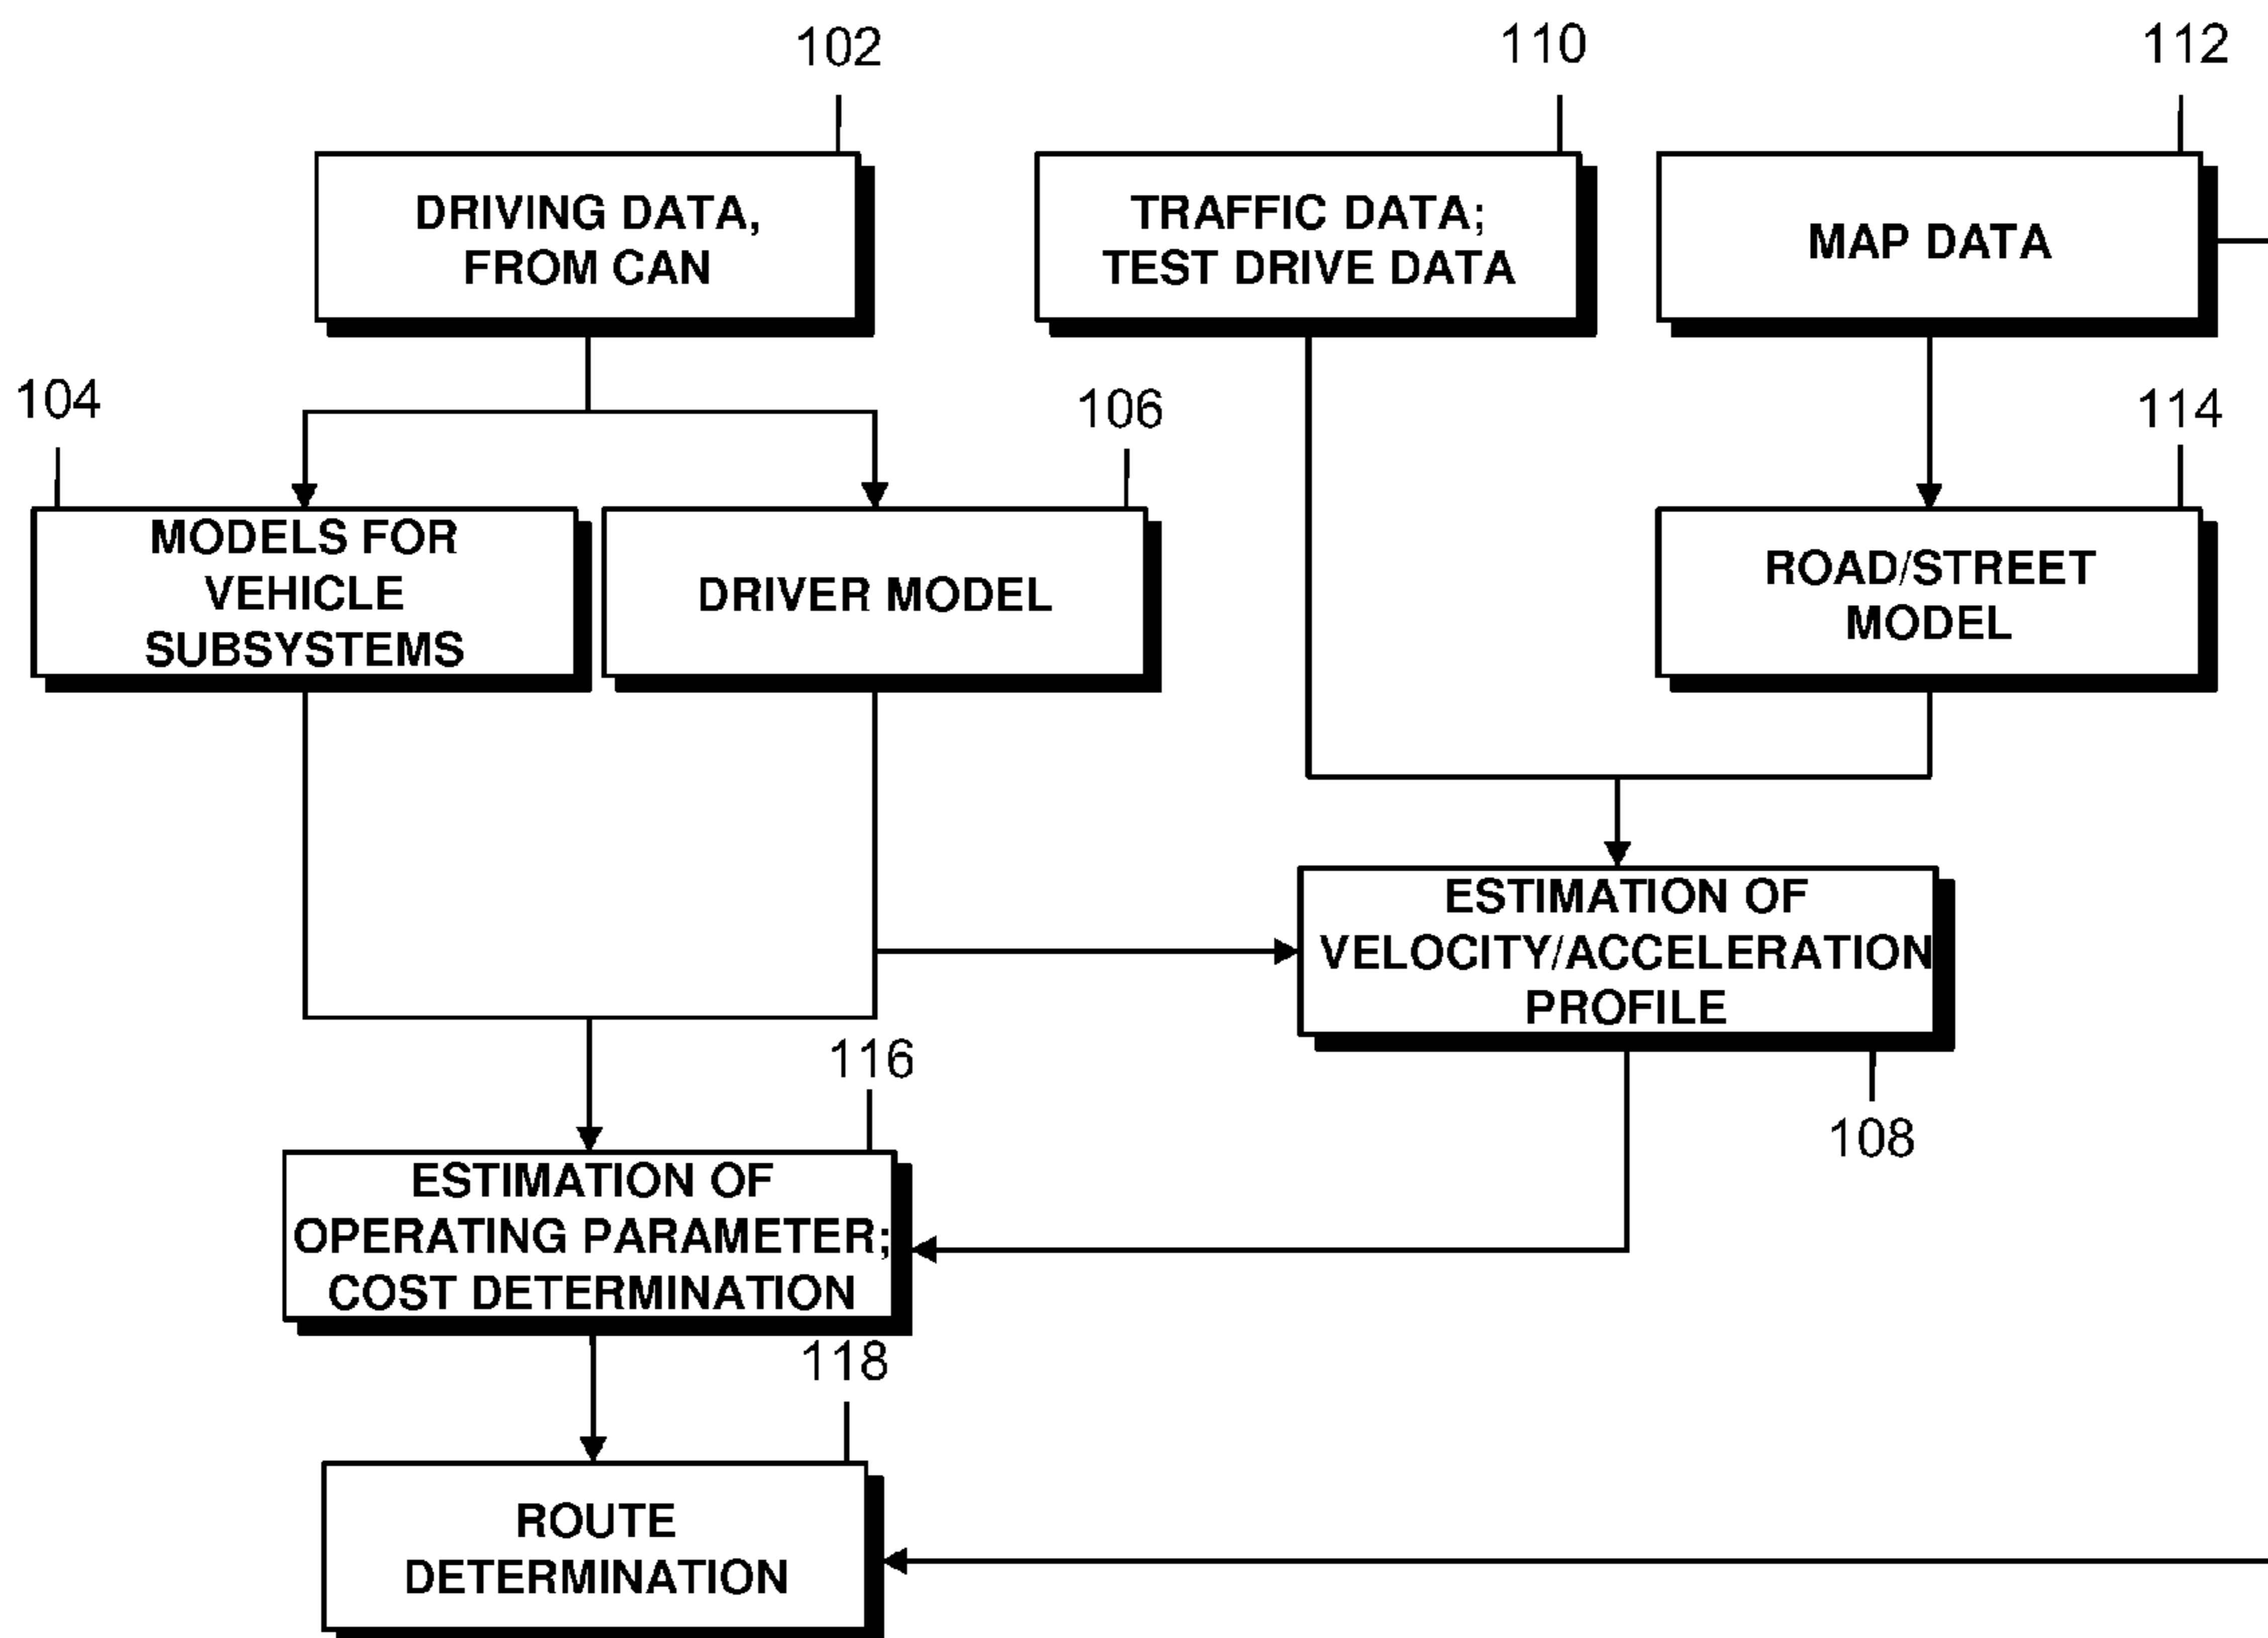 102
110
112
DRIVING DATA,
FROM CAN
TRAFFIC DATA;
TEST DRIVE DATA
MAP DATA
104
106
114
MODELS FOR
VEHICLE
SUBSYSTEMS
DRIVER MODEL
ROAD/STREET
MODEL
ESTIMATION OF
VELOCITY/ACCELERATION
PROFILE
108
116
ESTIMATION OF
OPERATING PARAMETER;
COST DETERMINATION
118
ROUTE
DETERMINATION